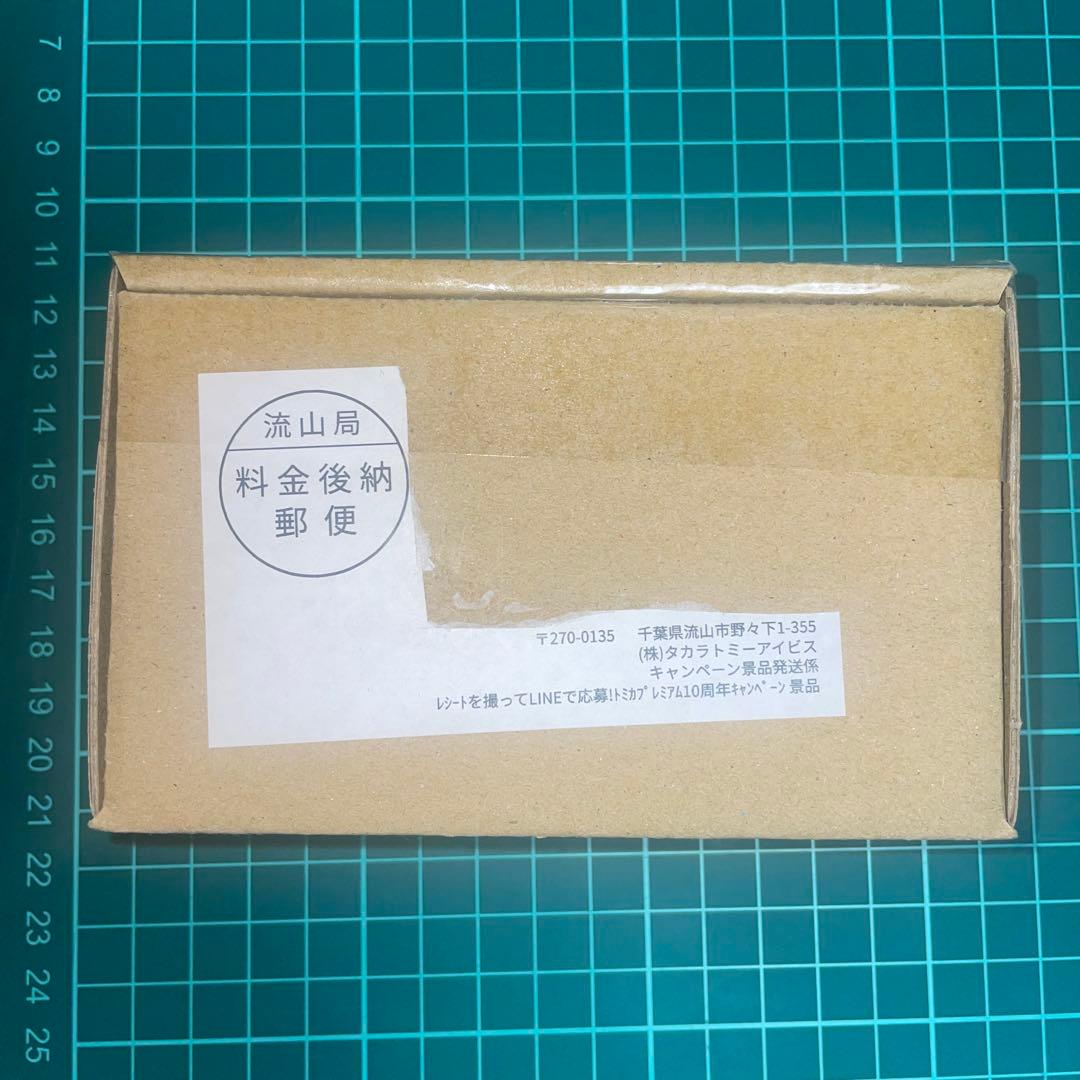 7
8
9
10
11
12
13
14
15
16
17
18
19
20
21
22
23
24
25
流山局
料金後納
郵便
〒270-0135 千葉県流山市野々下1-355
(株)タカラトミーアイビス
キャンペーン景品発送係
ﾚｼｰﾄを撮ってLINEで応募!ﾄﾐｶﾌﾟﾚﾐｱﾑ10周年ｷｬﾝﾍﾟｰﾝ 景品